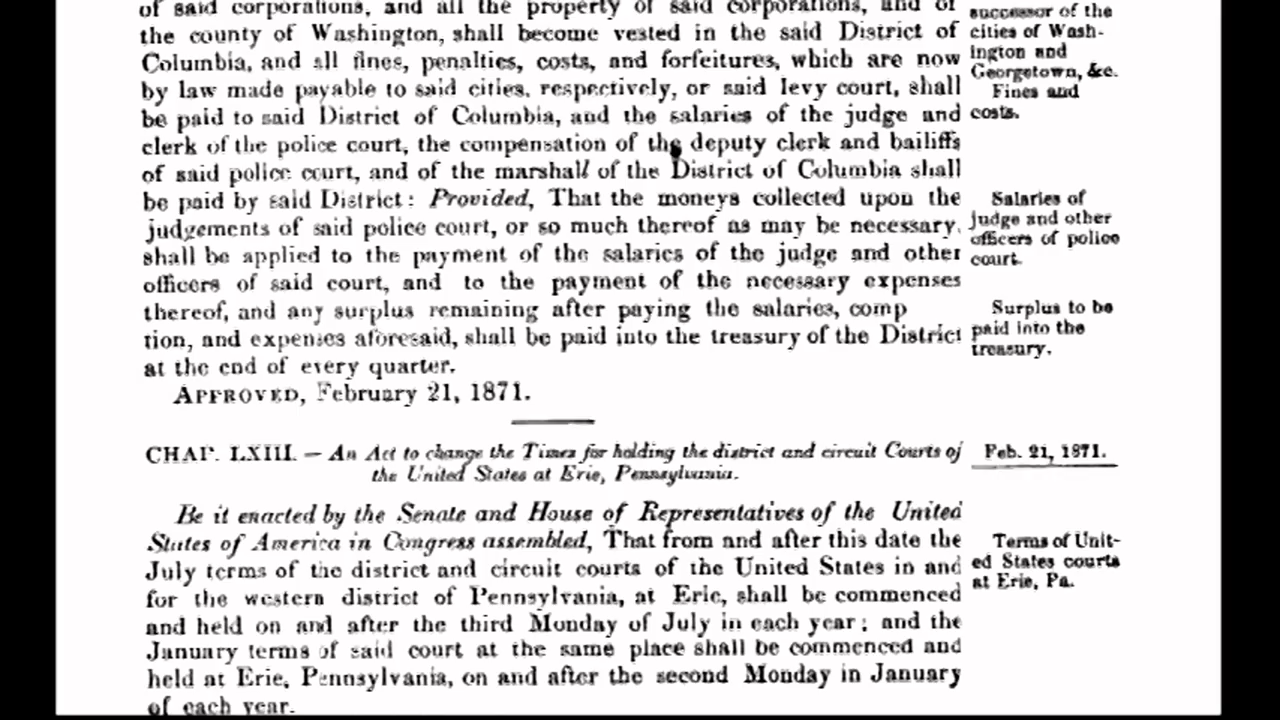 of said corporations, and all the property of said corporations, and of
the county of Washington, shall become vested in the said District of
Columbia, and all fines, penalties, costs, and forfeitures, which are now
by law made payable to said cities, respectively, or said levy court, shall
be paid to said District of Columbia, and the salaries of the judge and
clerk of the police court, the compensation of the deputy clerk and bailiffs
of said police court, and of the marshall of the District of Columbia shall
be paid by said District: Provided, That the moneys collected upon the
judgements of said police court, or so much thereof as may be necessary,
shall be applied to the payment of the salaries of the judge and other
officers of said court, and to the payment of the necessary expenses
thereof, and any surplus remaining after paying the salaries, comp
tion, and expenses aforesaid, shall be paid into the treasury of the District
at the end of every quarter.
APPROVED, February 21, 1871.
successor of the
cities of Wash-
ington and
Georgetown, &c.
Fines and
costs.
Salaries of
judge and other
officers of police
court.
Surplus to be
paid into the
treasury.
CHAP. LXIII. — An Act to change the Times for holding the district and circuit Courts of
the United States at Erie, Pennsylvania.
Feb. 21, 1871.
Be it enacted by the Senate and House of Representatives of the United
States of America in Congress assembled, That from and after this date the
July terms of the district and circuit courts of the United States in and
for the western district of Pennsylvania, at Erie, shall be commenced
and held on and after the third Monday of July in each year; and the
January terms of said court at the same place shall be commenced and
held at Erie, Pennsylvania, on and after the second Monday in January
of each year.
Terms of Unit-
ed States courts
at Erie, Pa.